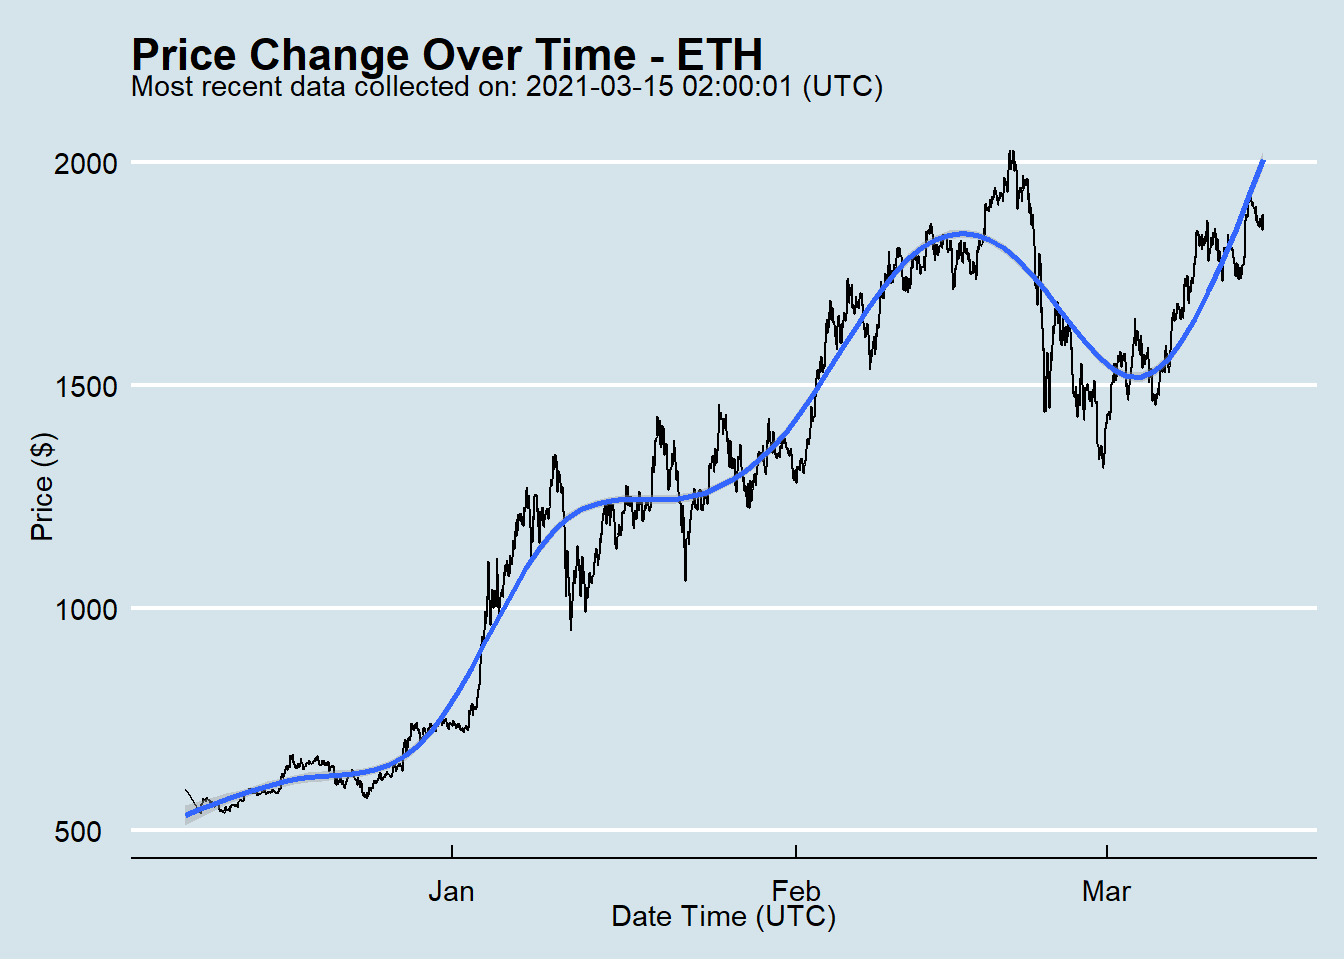 Price Change Over Time - ETH
Most recent data collected on: 2021-03-15 02:00:01 (UTC)
2000
1500
1000
500
Price ($)
Jan Feb Mar
Date Time (UTC)